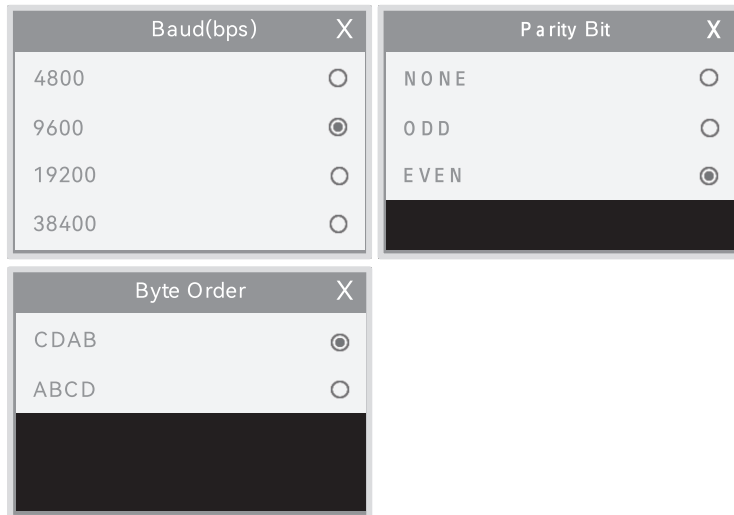 Baud(bps) X
4800
9600
19200
38400
Parity Bit X
NONE
ODD
EVEN
Byte Order X
CDAB
ABCD